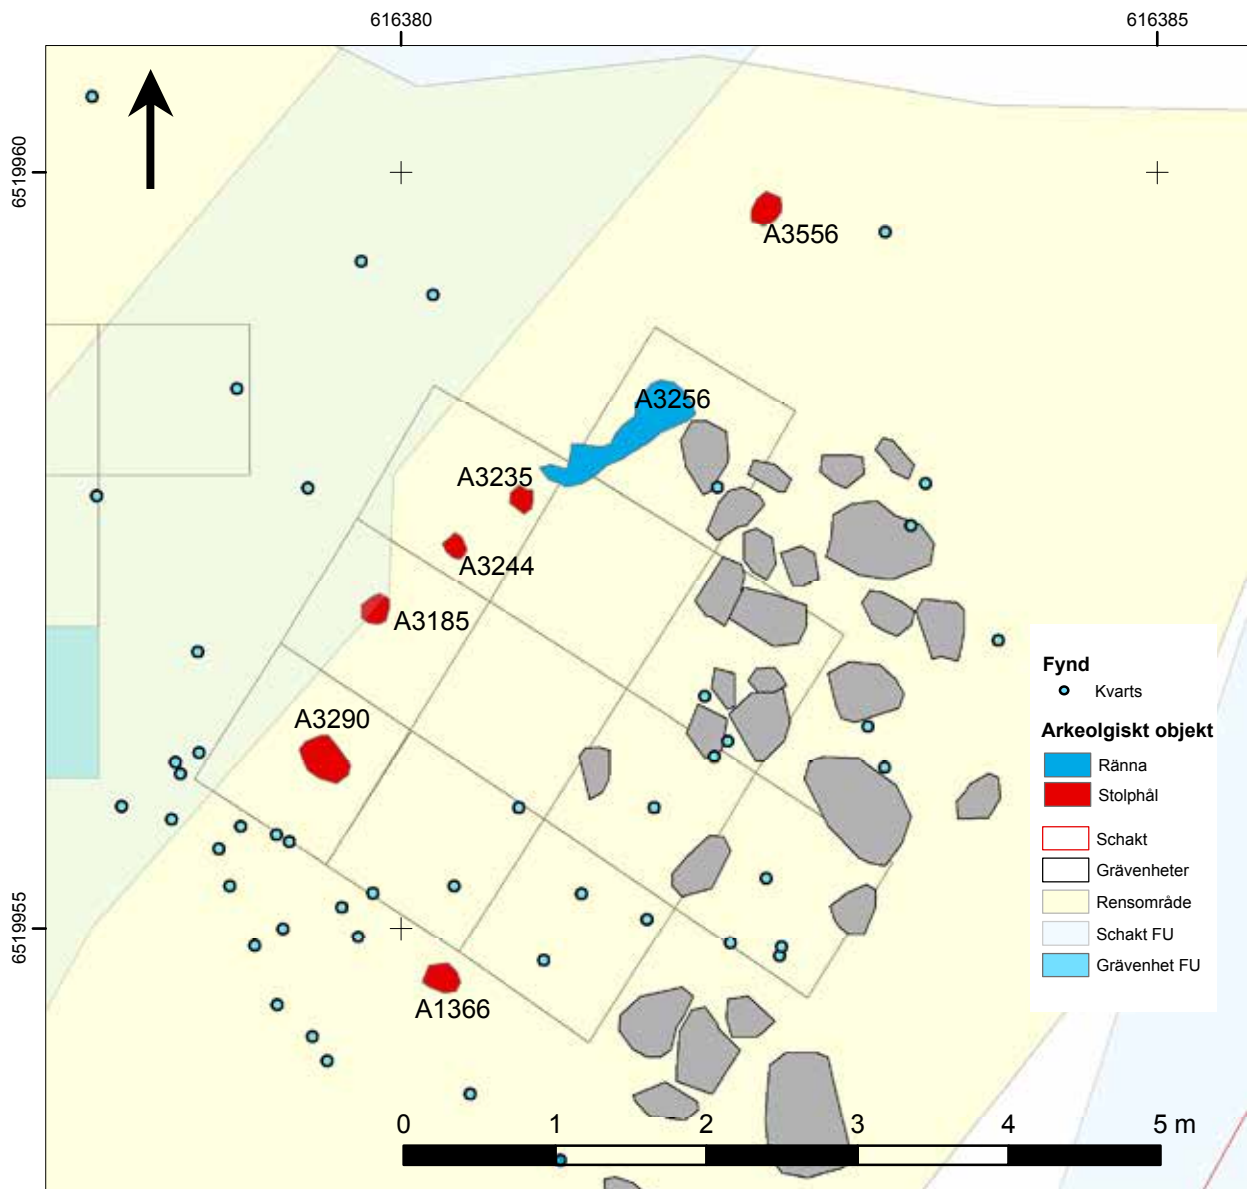 616380
616385
6519960
6519955
A3556
A3256
A3235
A3244
A3185
A3290
A1366
Fynd
Kvarts
Arkeolgiskt objekt
Ränna
Stolphål
Schakt
Grävenheter
Rensområde
Schakt FU
Grävenhet FU
0 1 2 3 4 5 m